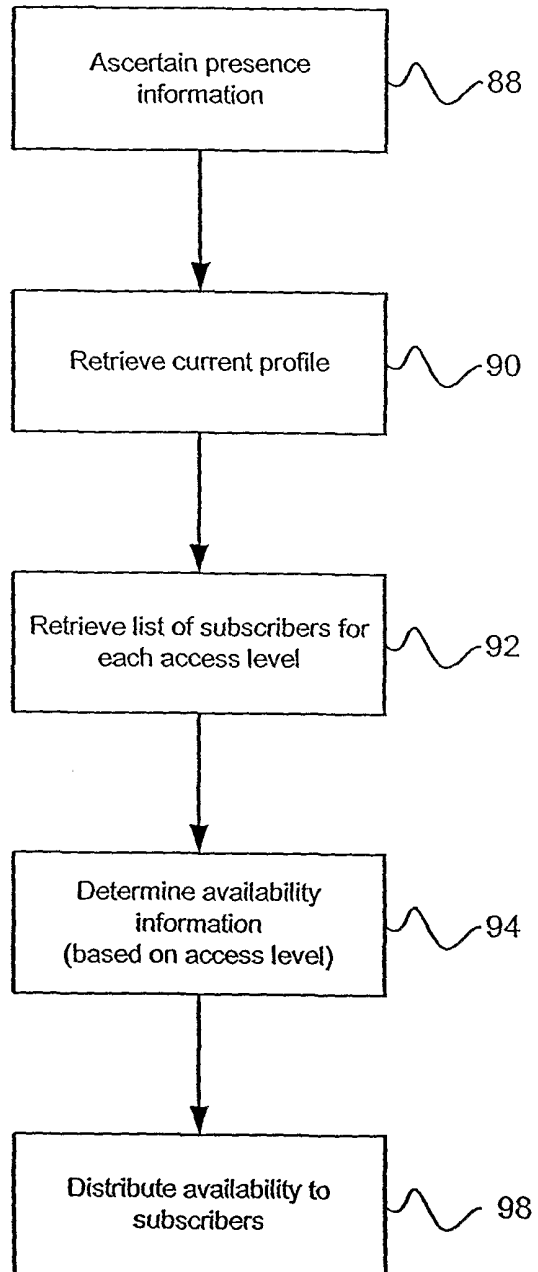 Ascertain presence
information
88
Retrieve current profile
90
Retrieve list of subscribers for
each access level
92
Determine availability
information
(based on access level)
94
Distribute availability to
subscribers
98